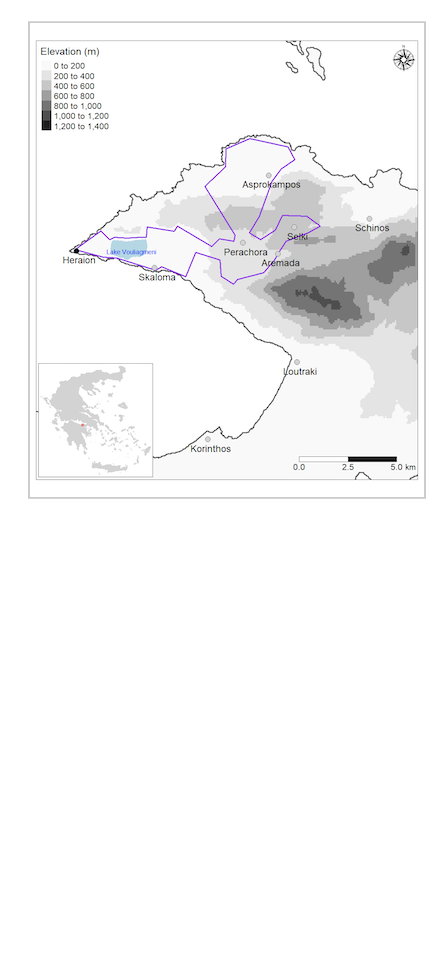 Elevation (m)
0 to 200
200 to 400
400 to 600
600 to 800
800 to 1,000
1,000 to 1,200
1,200 to 1,400
Asprokampos
Schinos
Seiki
Perachora
Lake Vouliagmeni
Heraion
Aremada
Skaloma
Loutraki
Korinthos
0.0 2.5 5.0 km